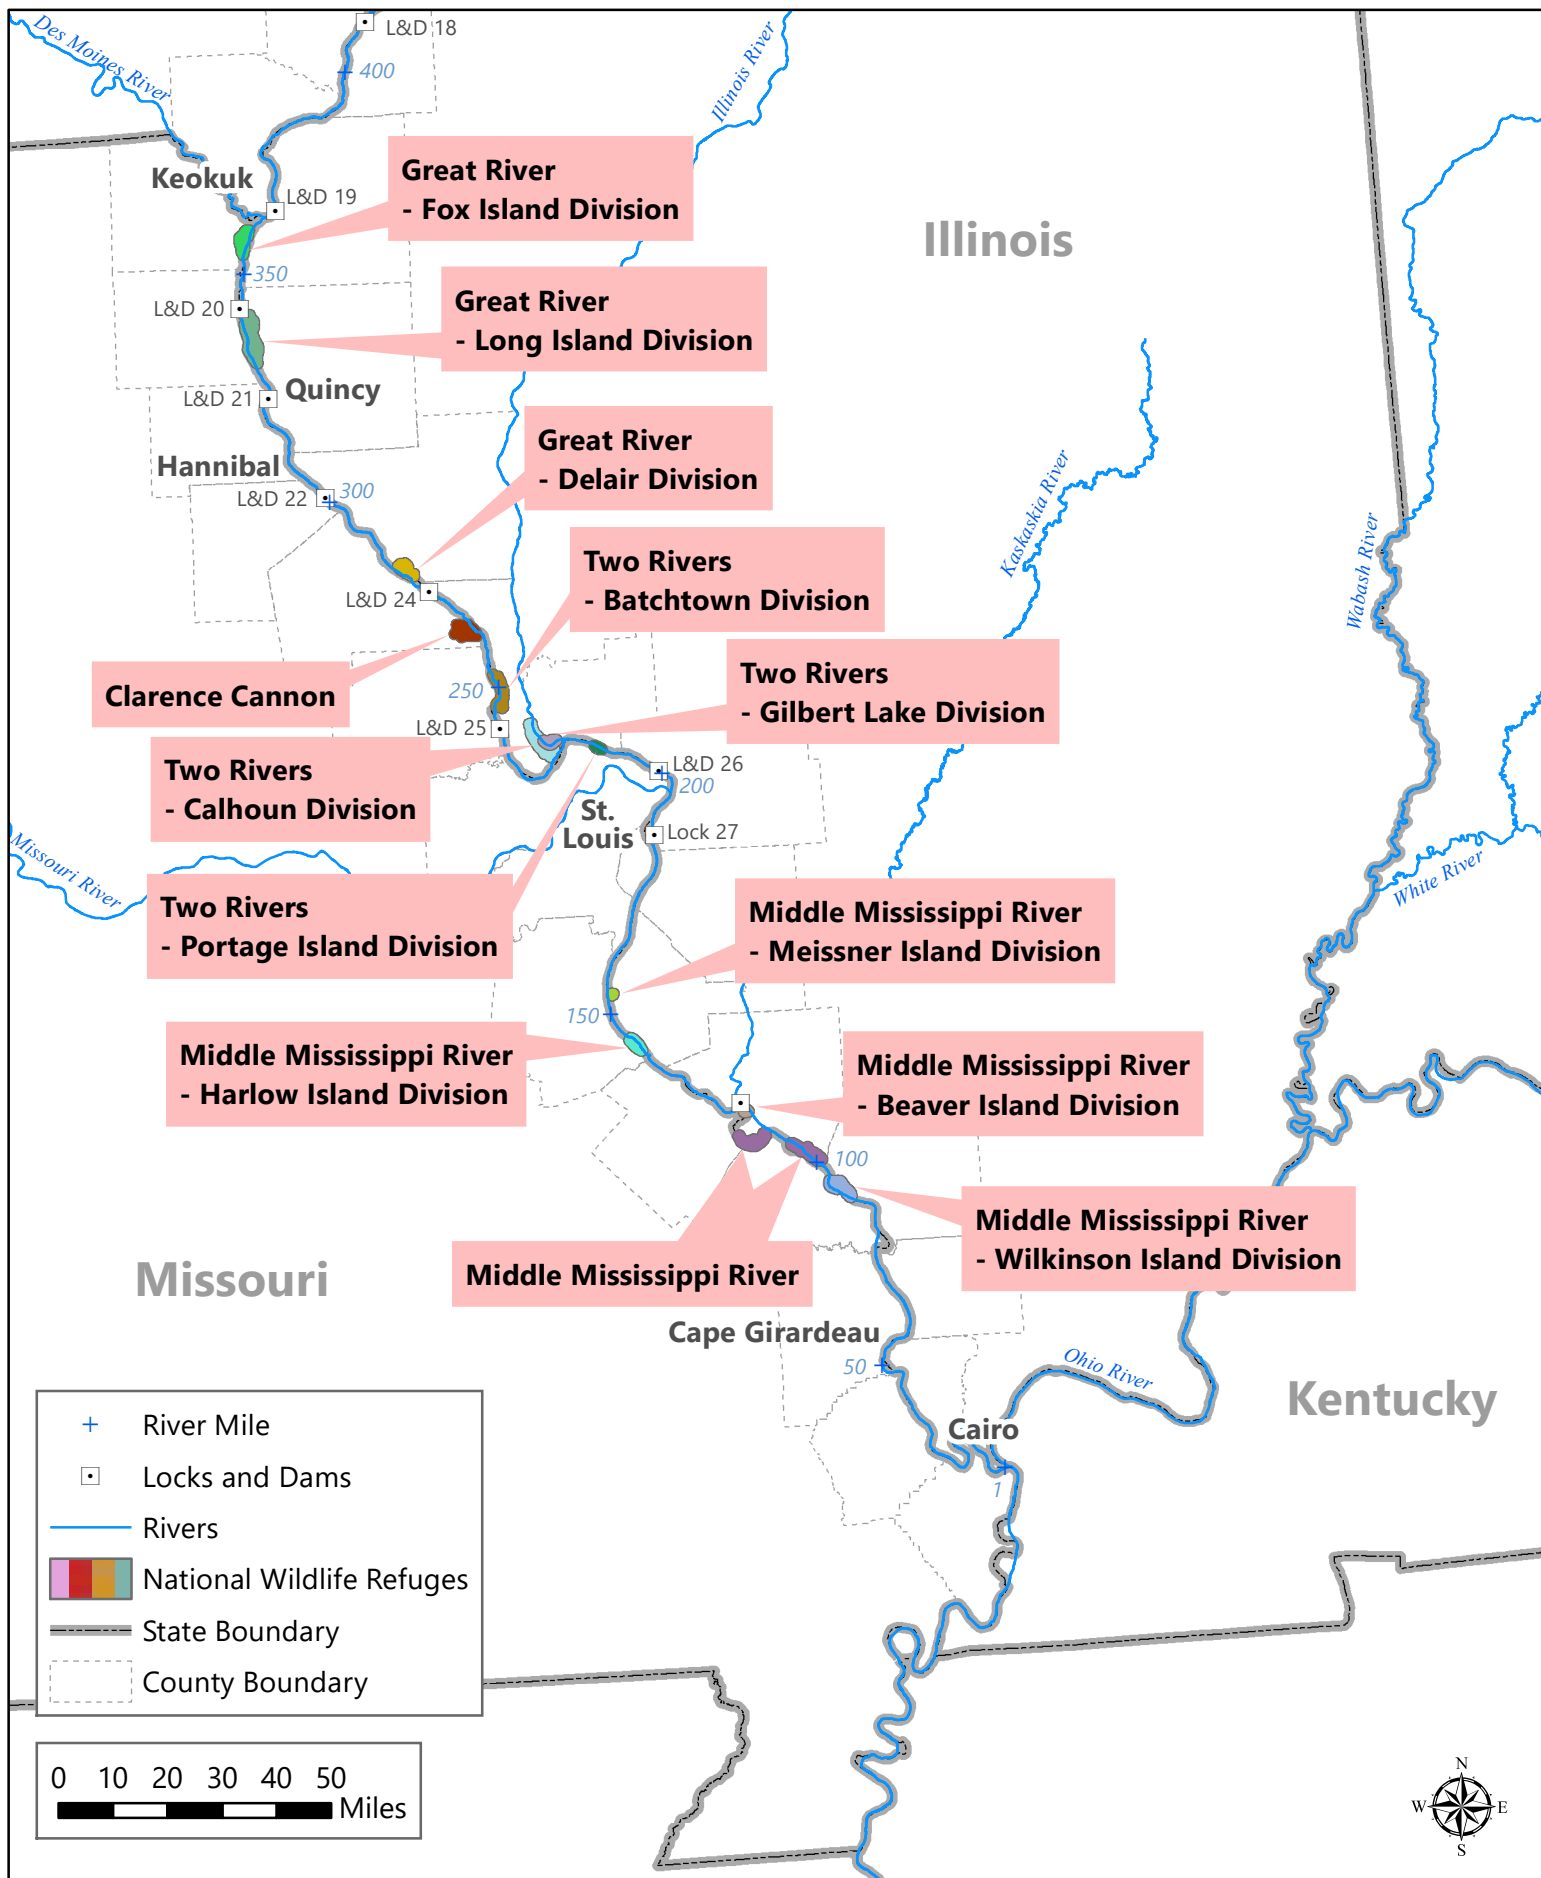 Des Moines River
L&D 18
400
Illinois River
Keokuk
L&D 19
Great River
- Fox Island Division
Illinois
350
L&D 20
Great River
- Long Island Division
L&D 21
Quincy
Great River
- Delair Division
Hannibal
L&D 22
300
Kaskaskia River
Wabash River
Two Rivers
- Batchtown Division
L&D 24
Clarence Cannon
250
L&D 25
Two Rivers
- Gilbert Lake Division
Two Rivers
- Calhoun Division
L&D 26
200
St.
Louis
Lock 27
Missouri River
White River
Two Rivers
- Portage Island Division
Middle Mississippi River
- Meissner Island Division
150
Middle Mississippi River
- Harlow Island Division
Middle Mississippi River
- Beaver Island Division
100
Middle Mississippi River
- Wilkinson Island Division
Middle Mississippi River
Missouri
Cape Girardeau
50
Ohio River
Kentucky
Cairo
1
River Mile
Locks and Dams
Rivers
National Wildlife Refuges
State Boundary
County Boundary
0 10 20 30 40 50
Miles
N
W E
S